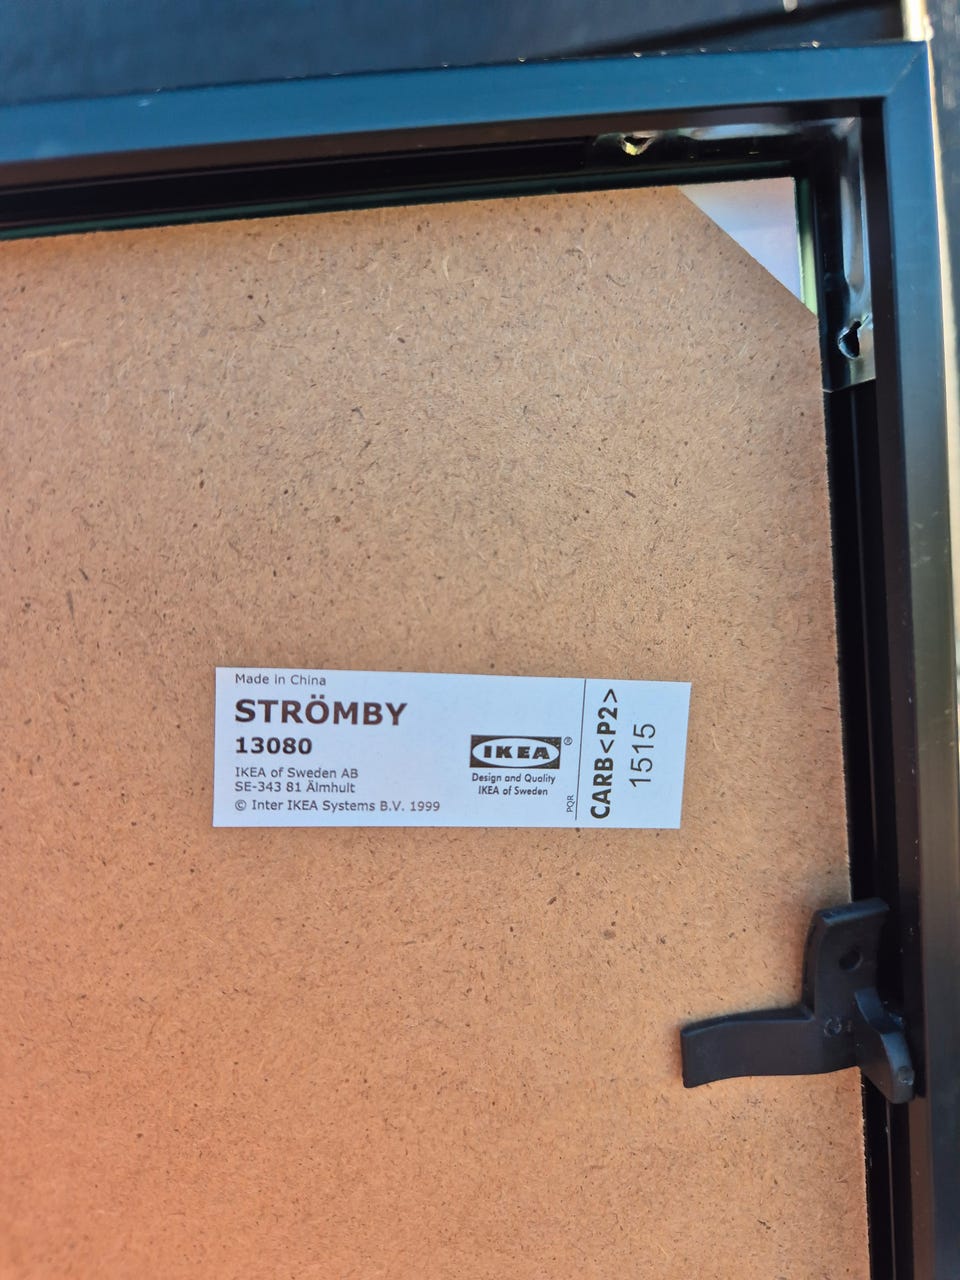 Made in China
STRÖMBY
13080
IKEA of Sweden AB
SE-343 81 Älmhult
© Inter IKEA Systems B.V. 1999
IKEA®
Design and Quality
IKEA of Sweden
PQR
CARB<P2>
1515